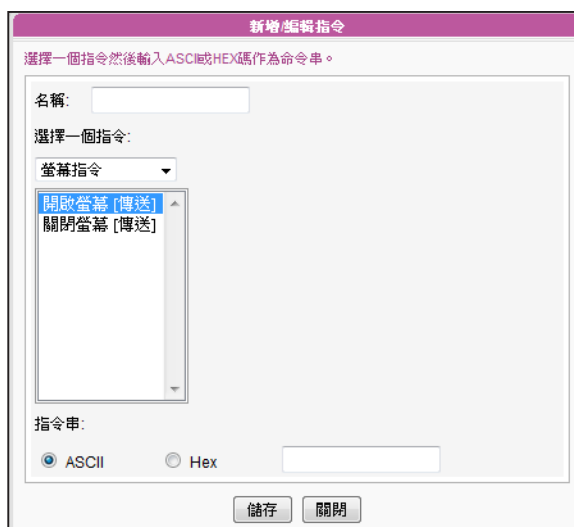 新增/編輯指令
選擇一個指令然後輸入ASCII或HEX碼作為命令串。
名稱:
選擇一個指令:
螢幕指令
開啟螢幕 [傳送]
關閉螢幕 [傳送]
指令串:
ASCII Hex
儲存 關閉